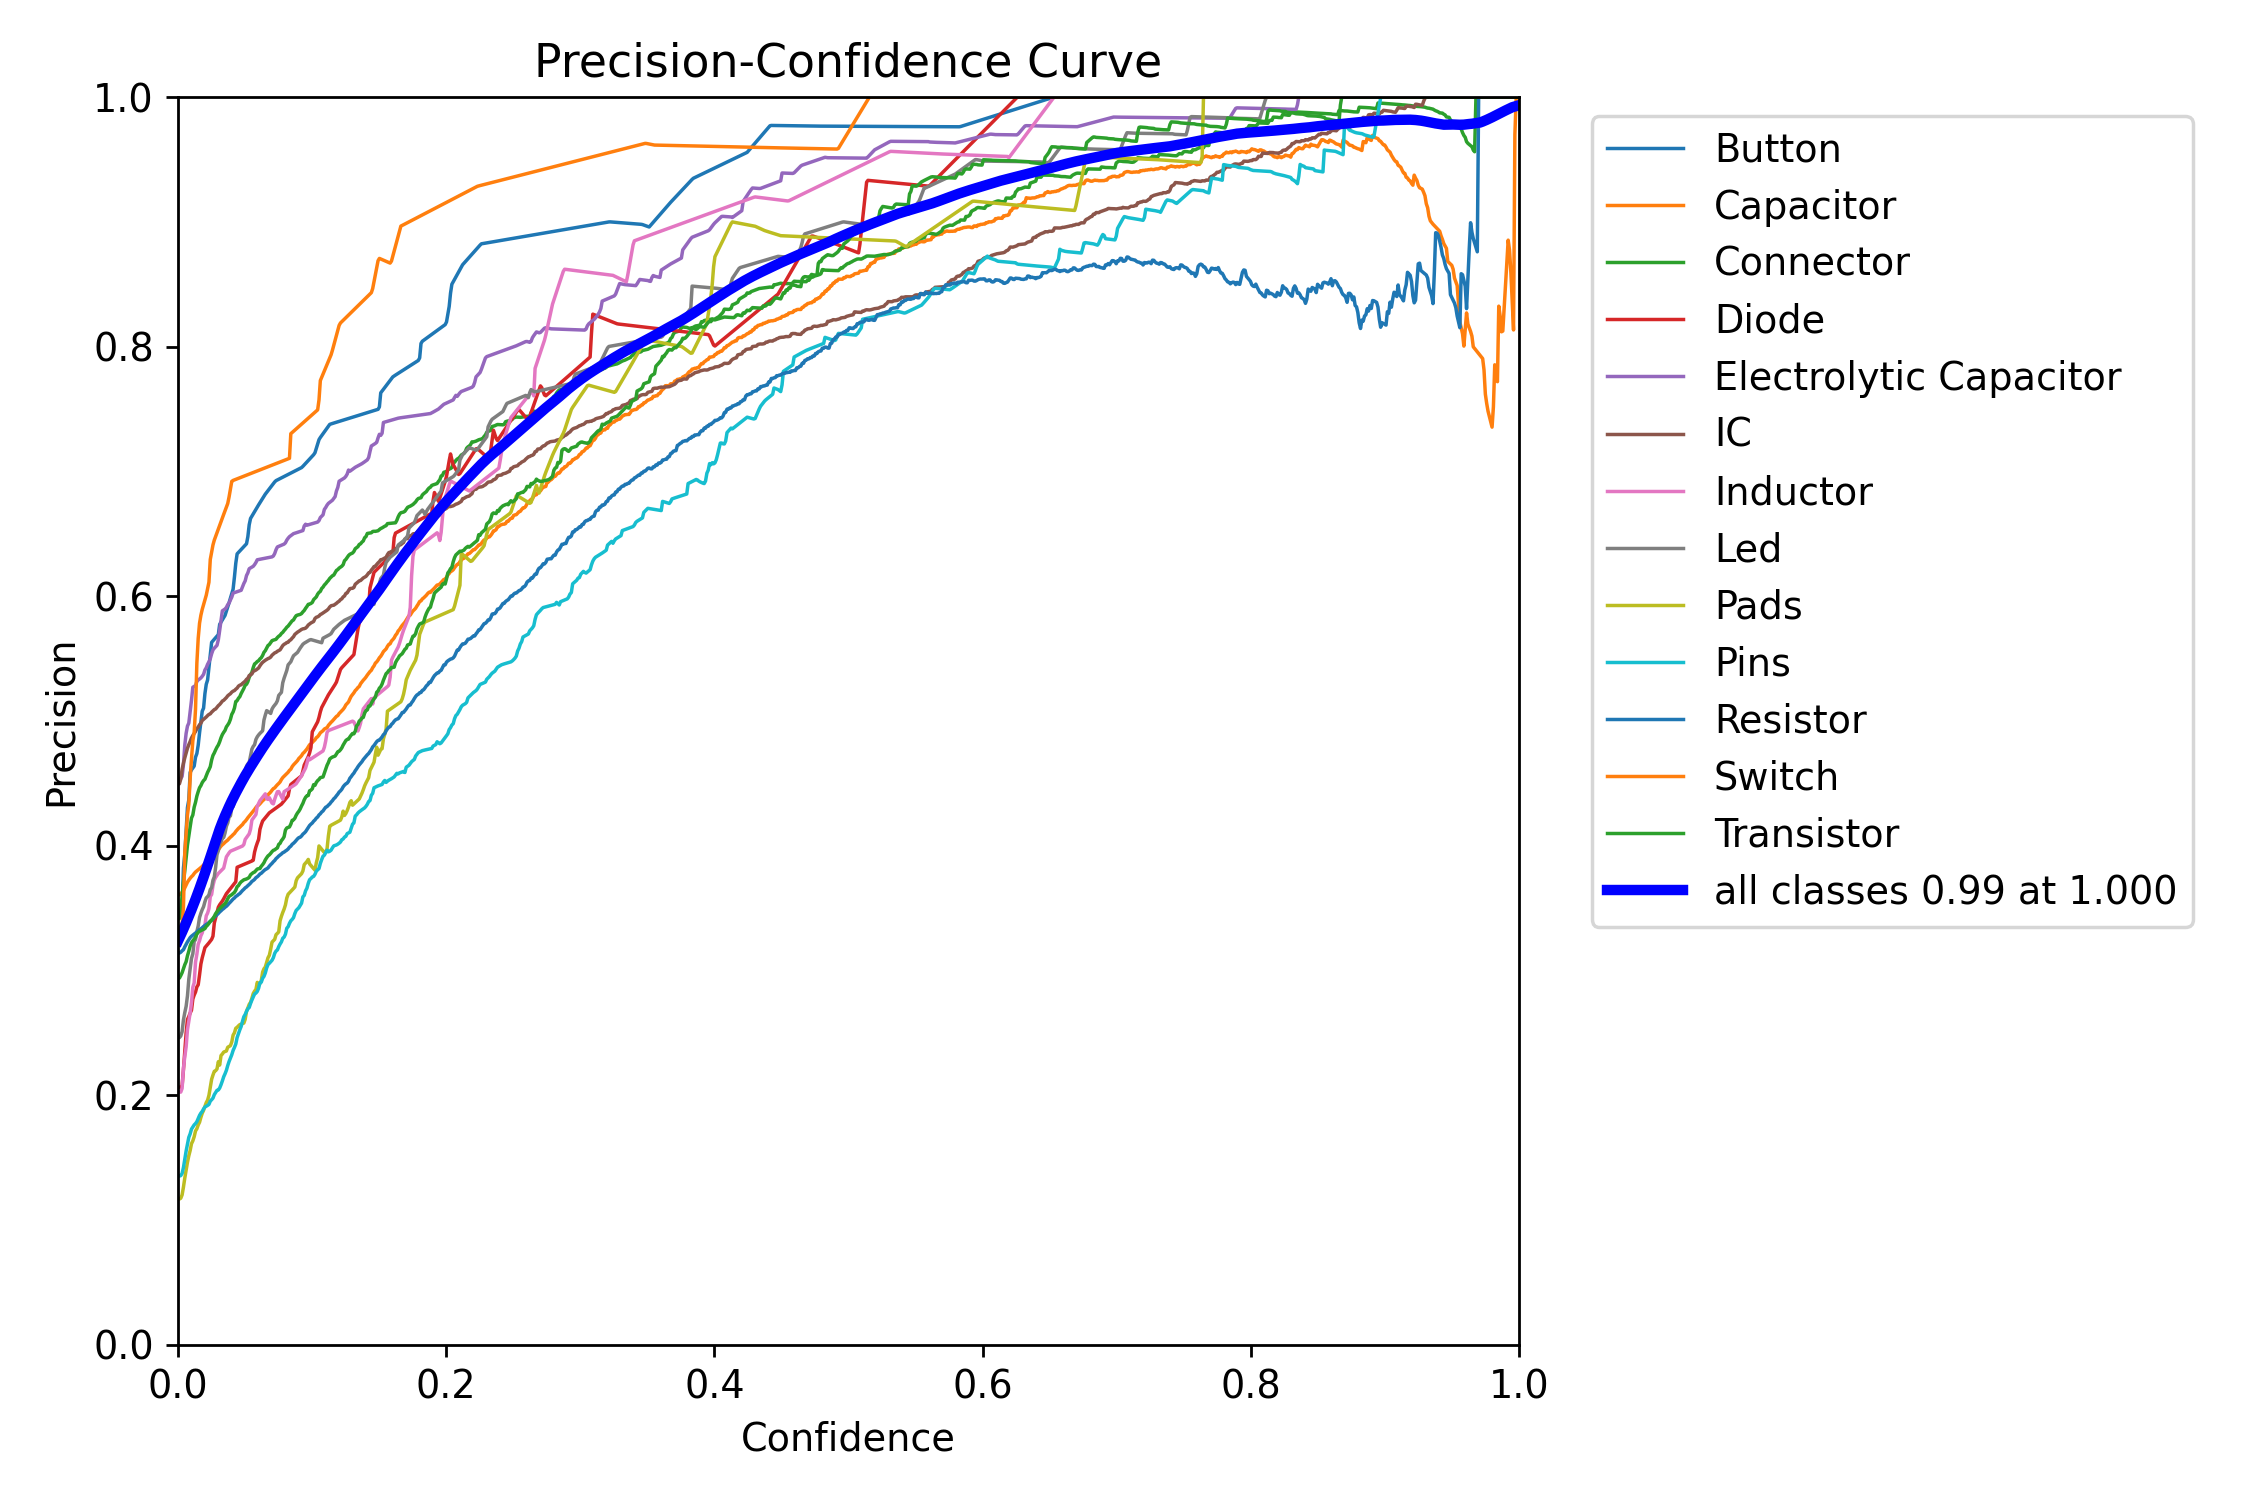 Precision-Confidence Curve
1.0
0.8
0.6
0.4
0.2
0.0
Precision
0.0 0.2 0.4 0.6 0.8 1.0
Confidence
Button
Capacitor
Connector
Diode
Electrolytic Capacitor
IC
Inductor
Led
Pads
Pins
Resistor
Switch
Transistor
all classes 0.99 at 1.000